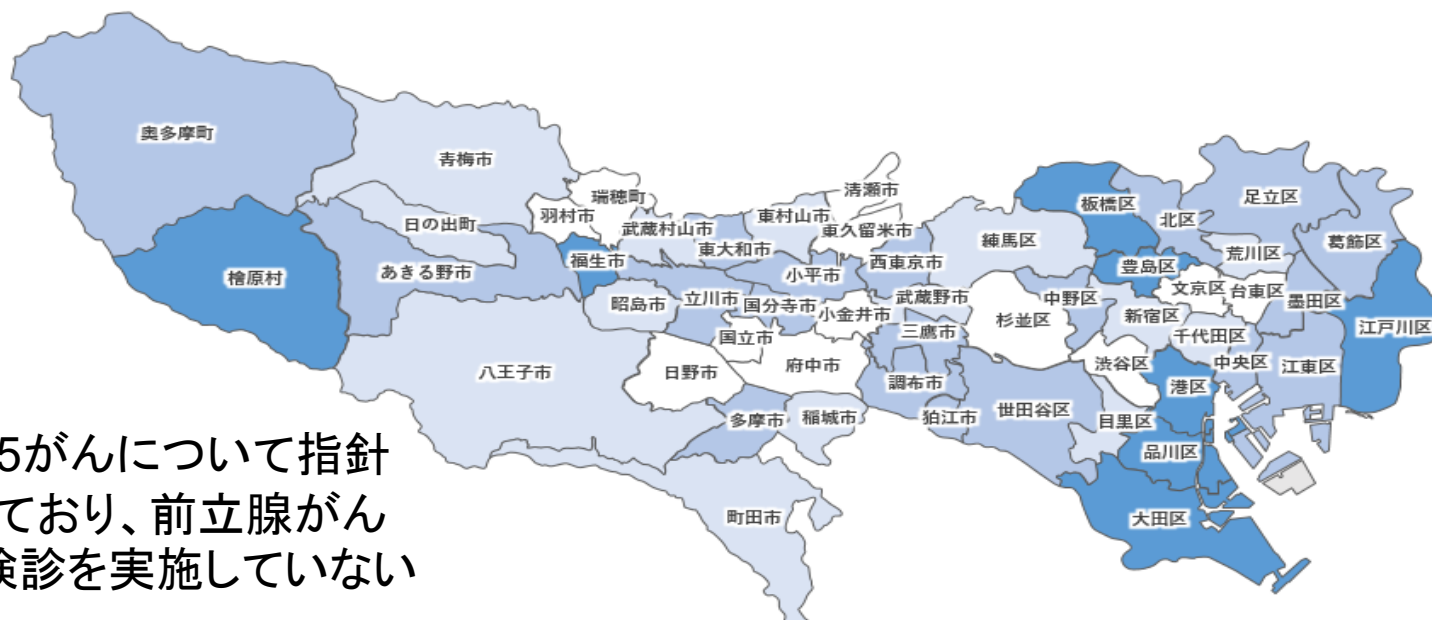 奥多摩町
青梅市
瑞穂町
羽村市
清瀬市
日の出町
武蔵村山市
東村山市
東久留米市
東大和市
檜原村
あきる野市
福生市
小平市
西東京市
練馬区
板橋区
北区
足立区
荒川区
葛飾区
豊島区
文京区
台東区
墨田区
江戸川区
昭島市
立川市
国分寺市
小金井市
武蔵野市
中野区
新宿区
千代田区
杉並区
三鷹市
国立市
八王子市
日野市
府中市
調布市
渋谷区
港区
中央区
江東区
多摩市
稲城市
狛江市
世田谷区
目黒区
品川区
町田市
大田区
5がんについて指針
ており、前立腺がん
検診を実施していない